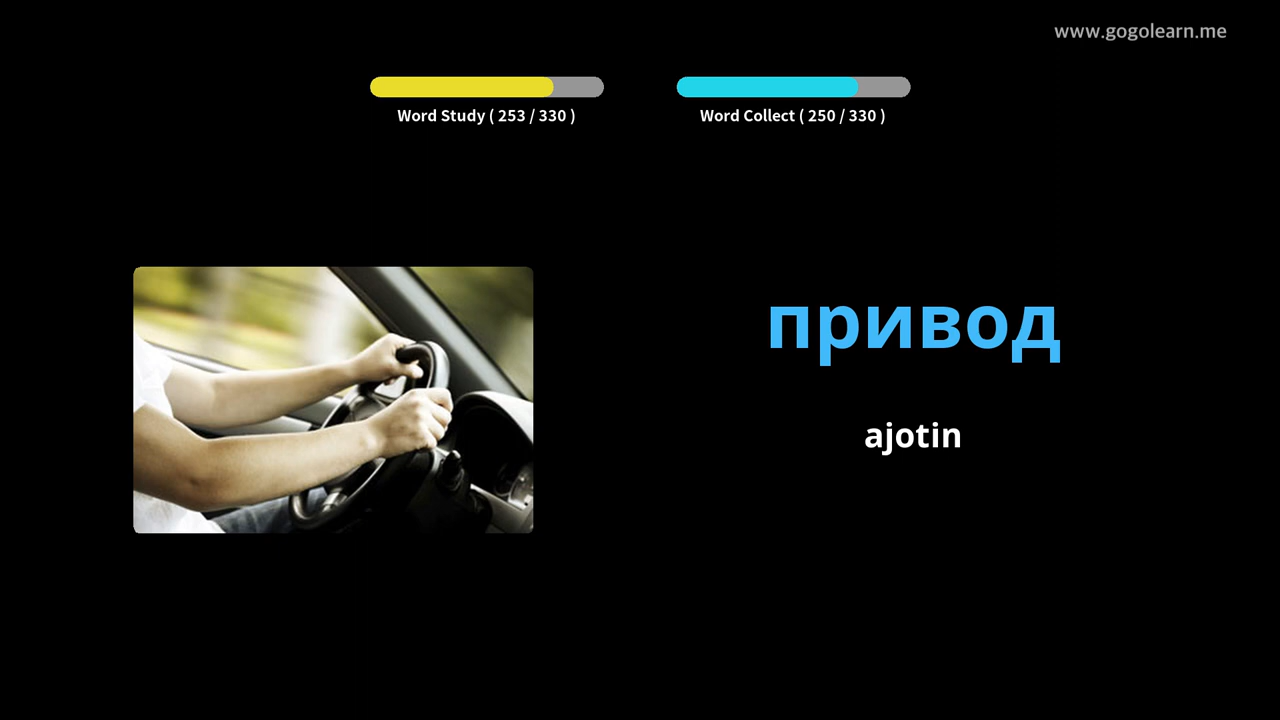 www.gogolearn.me
Word Study ( 253 / 330 )
Word Collect ( 250 / 330 )
привод
ajotin